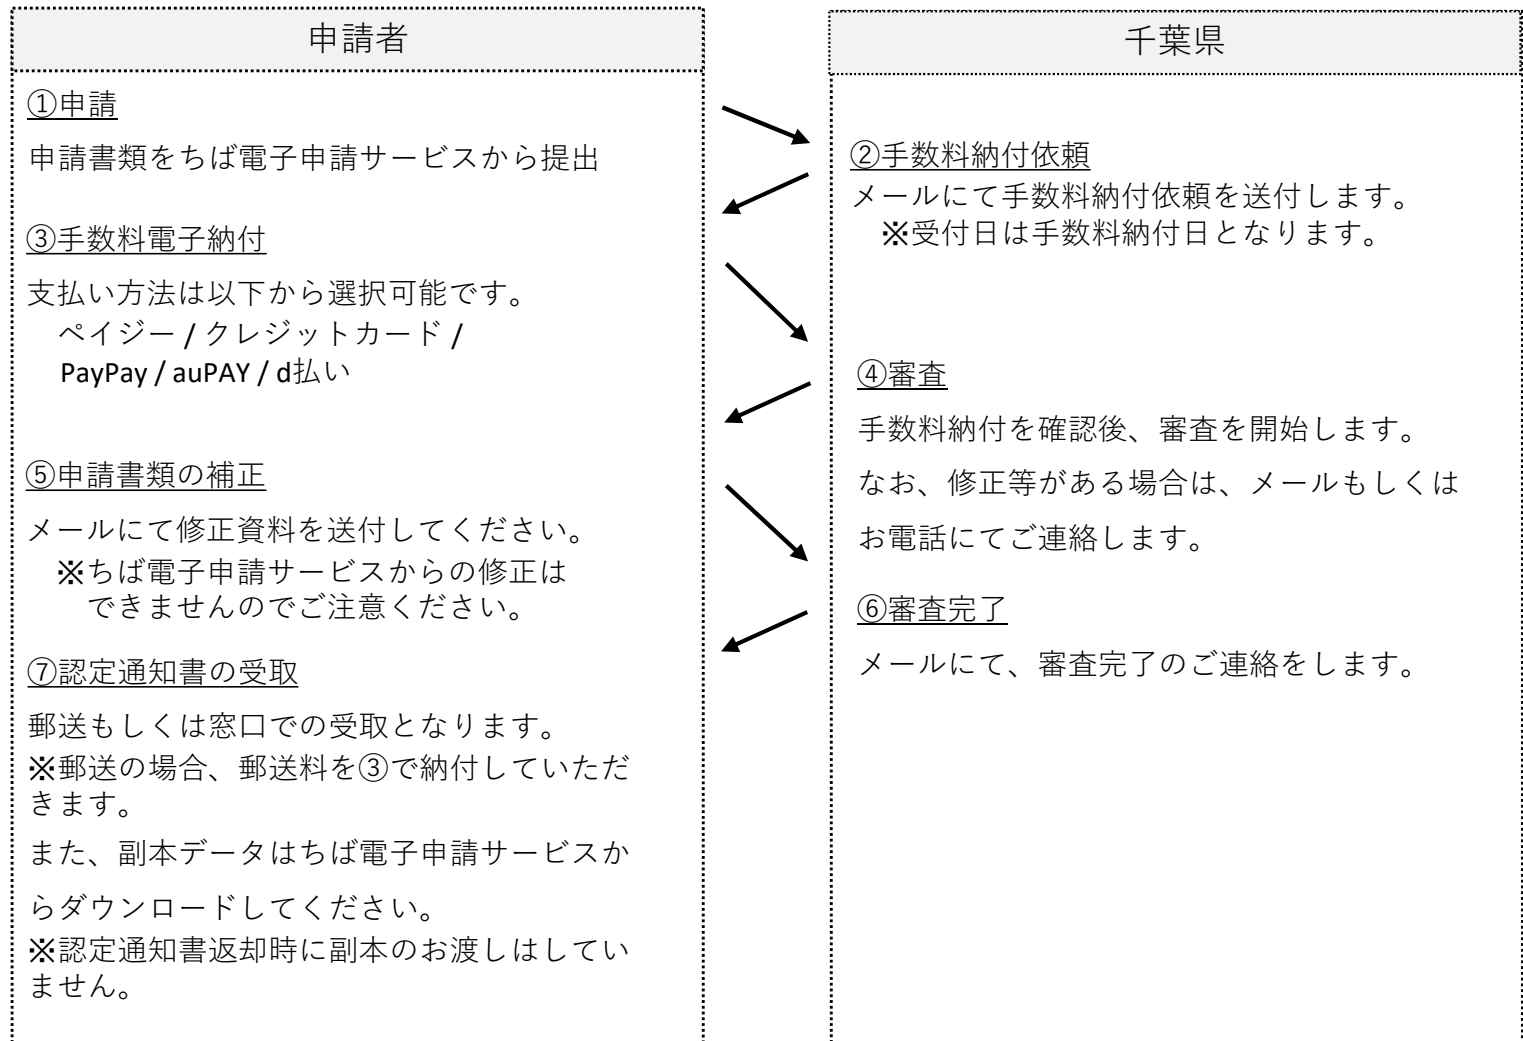 申請者
①申請
申請書類をちば電子申請サービスから提出
③手数料電子納付
支払い方法は以下から選択可能です。
ペイジー / クレジットカード /
PayPay / auPAY / d払い
⑤申請書類の補正
メールにて修正資料を送付してください。
※ちば電子申請サービスからの修正は
できませんのでご注意ください。
⑦認定通知書の受取
郵送もしくは窓口での受取となります。
※郵送の場合、郵送料を③で納付していただ
きます。
また、副本データはちば電子申請サービスか
らダウンロードしてください。
※認定通知書返却時に副本のお渡しはしてい
ません。
千葉県
②手数料納付依頼
メールにて手数料納付依頼を送付します。
※受付日は手数料納付日となります。
④審査
手数料納付を確認後、審査を開始します。
なお、修正等がある場合は、メールもしくは
お電話にてご連絡します。
⑥審査完了
メールにて、審査完了のご連絡をします。